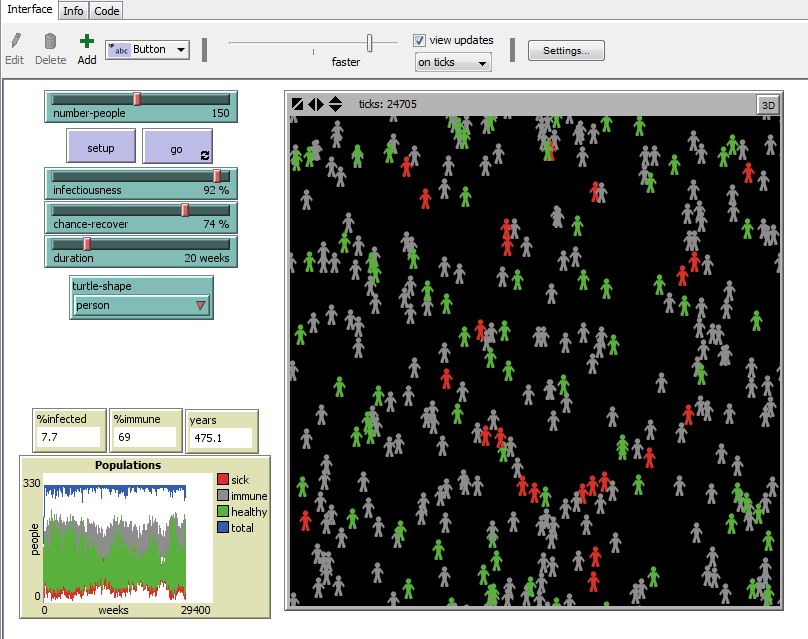 Interface Info Code
Edit Delete Add
abc Button
faster
view updates
on ticks
Settings...
number-people 150
setup go
infectiousness 92 %
chance-recover 74 %
duration 20 weeks
turtle-shape
person
ticks: 24705 3D
%infected %immune years
7.7 69 475.1
Populations
330
people
0
0 weeks 29400
sick
immune
healthy
total